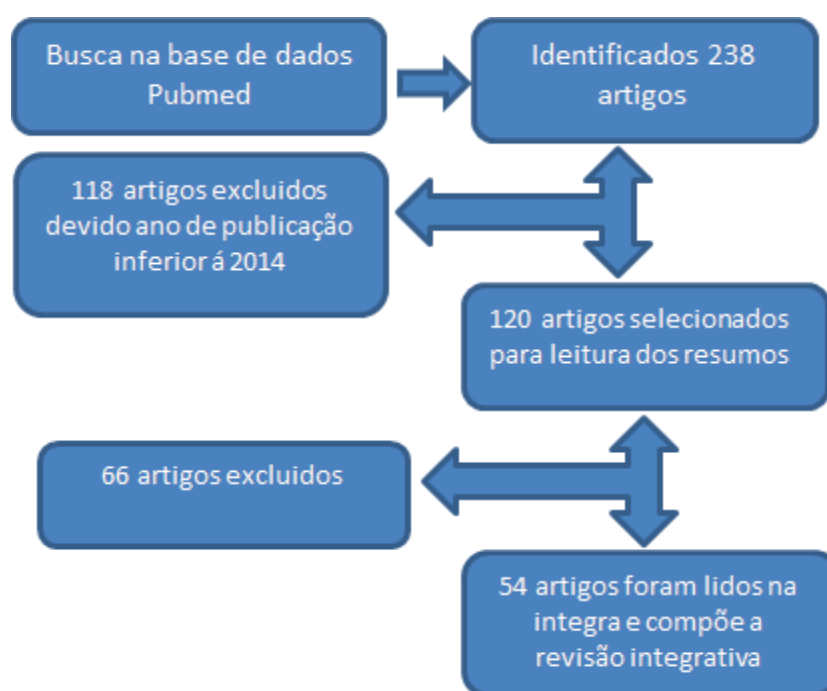 Busca na base de dados
Pubmed
Identificados 238
artigos
118 artigos excluidos
devido ano de publicação
inferior á 2014
120 artigos selecionados
para leitura dos resumos
66 artigos excluidos
54 artigos foram lidos na
integra e compõe a
revisão integrativa